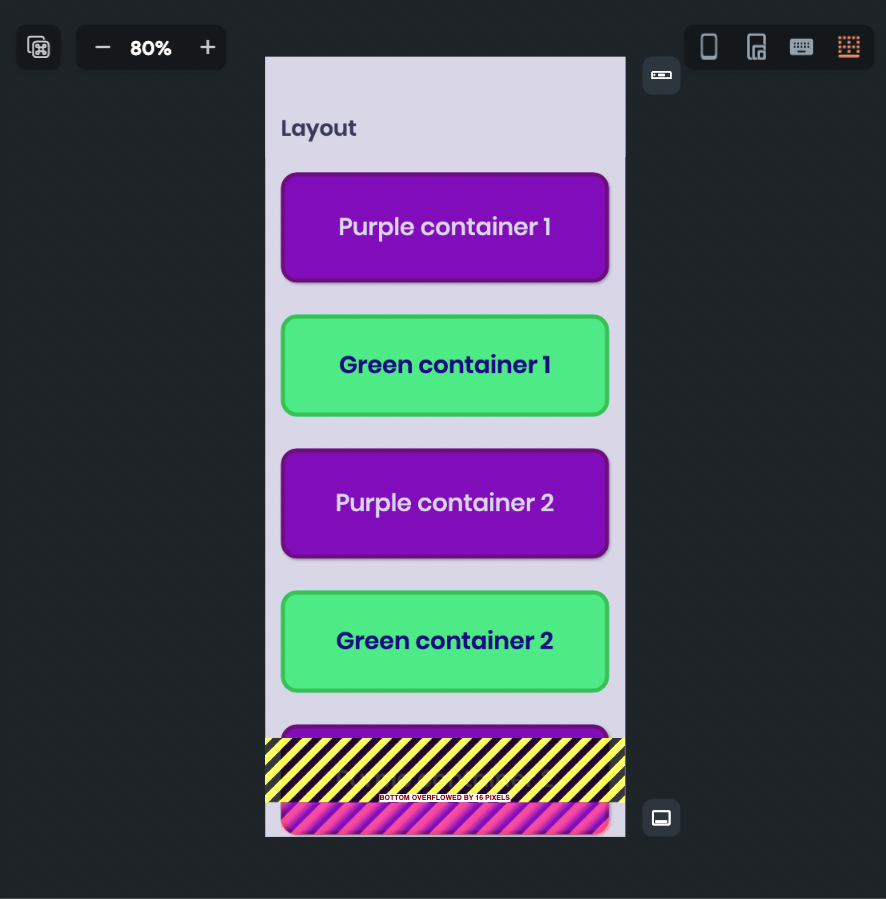 80%
Layout
Purple container 1
Green container 1
Purple container 2
Green container 2
BOTTOM OVERFLOWED BY 16 PIXELS